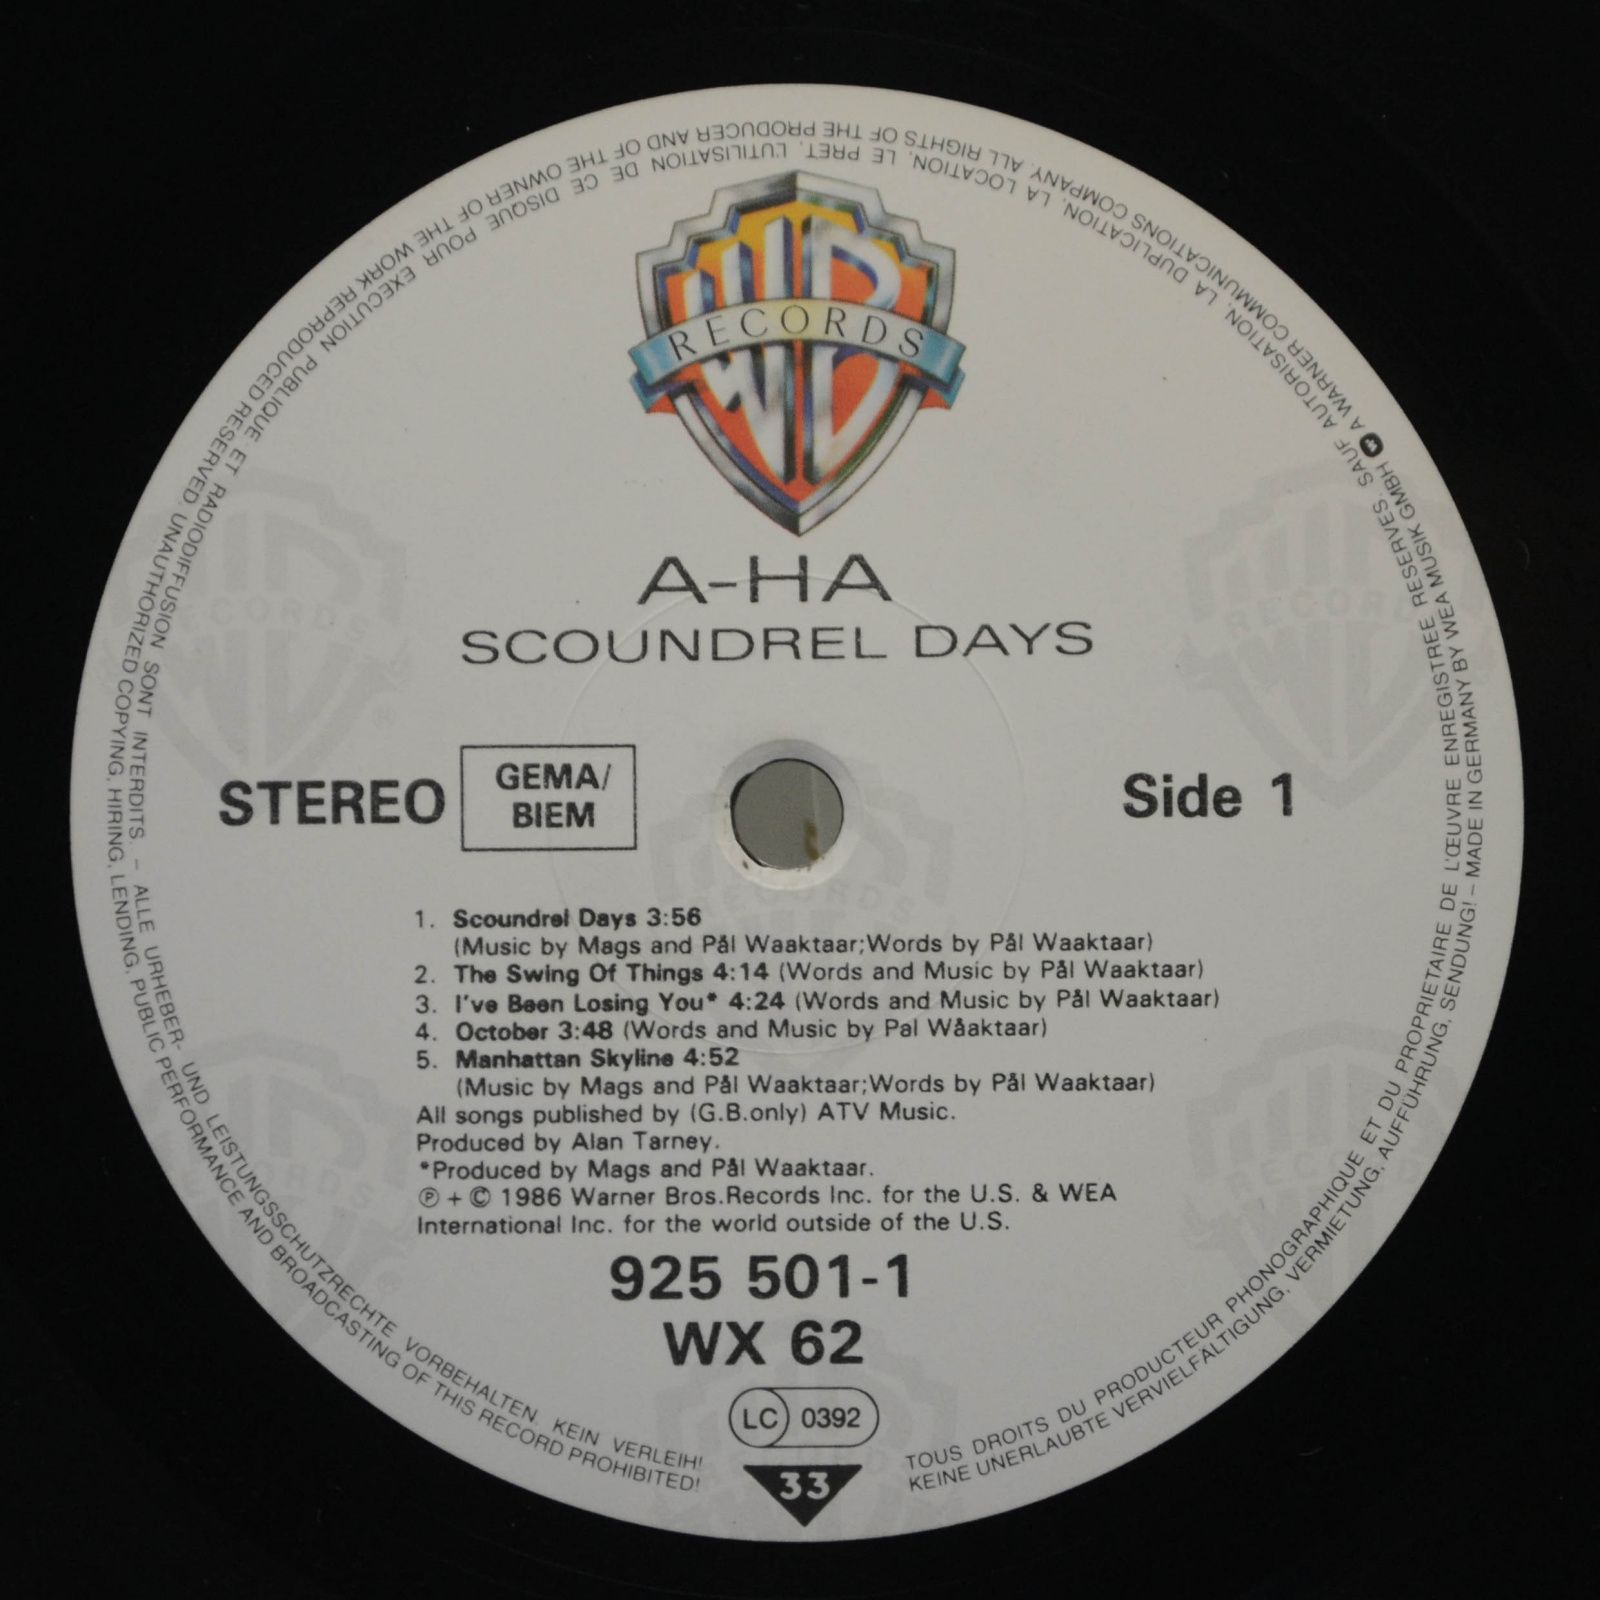 RECORDS
A-HA
SCOUNDREL DAYS
STEREO
GEMA/
BIEM
Side 1
1. Scoundrel Days 3:56
(Music by Mags and Pål Waaktaar;Words by Pål Waaktaar)
2. The Swing Of Things 4:14 (Words and Music by Pål Waaktaar)
3. I've Been Losing You* 4:24 (Words and Music by Pål Waaktaar)
4. October 3:48 (Words and Music by Pal Wåaktaar)
5. Manhattan Skyline 4:52
(Music by Mags and Pål Waaktaar;Words by Pål Waaktaar)
All songs published by (G.B.only) ATV Music.
Produced by Alan Tarney.
*Produced by Mags and Pål Waaktaar.
℗ + © 1986 Warner Bros.Records Inc. for the U.S. & WEA
International Inc. for the world outside of the U.S.
925 501-1
WX 62
LC 0392
33
TOUS DROITS DU PRODUCTEUR PHONOGRAPHIQUE ET DU PROPRIETAIRE DE L'ŒUVRE ENREGISTREE RESERVES. SAUF AUTORISATION, LA DUPLICATION, LA LOCATION, LE PRET, L'UTILISATION DE CE DISQUE POUR EXECUTION PUBLIQUE ET RADIODIFFUSION SONT INTERDITS. – ALLE URHEBER- UND LEISTUNGSSCHUTZRECHTE VORBEHALTEN. KEIN VERLEIH!
KEINE UNERLAUBTE VERVIELFÄLTIGUNG, VERMIETUNG, AUFFÜHRUNG, SENDUNG! – MADE IN GERMANY BY WEA MUSIK GMBH A WARNER COMMUNICATIONS COMPANY. ALL RIGHTS OF THE PRODUCER AND OF THE OWNER OF THE WORK REPRODUCED RESERVED. UNAUTHORIZED COPYING, HIRING, LENDING, PUBLIC PERFORMANCE AND BROADCASTING OF THIS RECORD PROHIBITED!